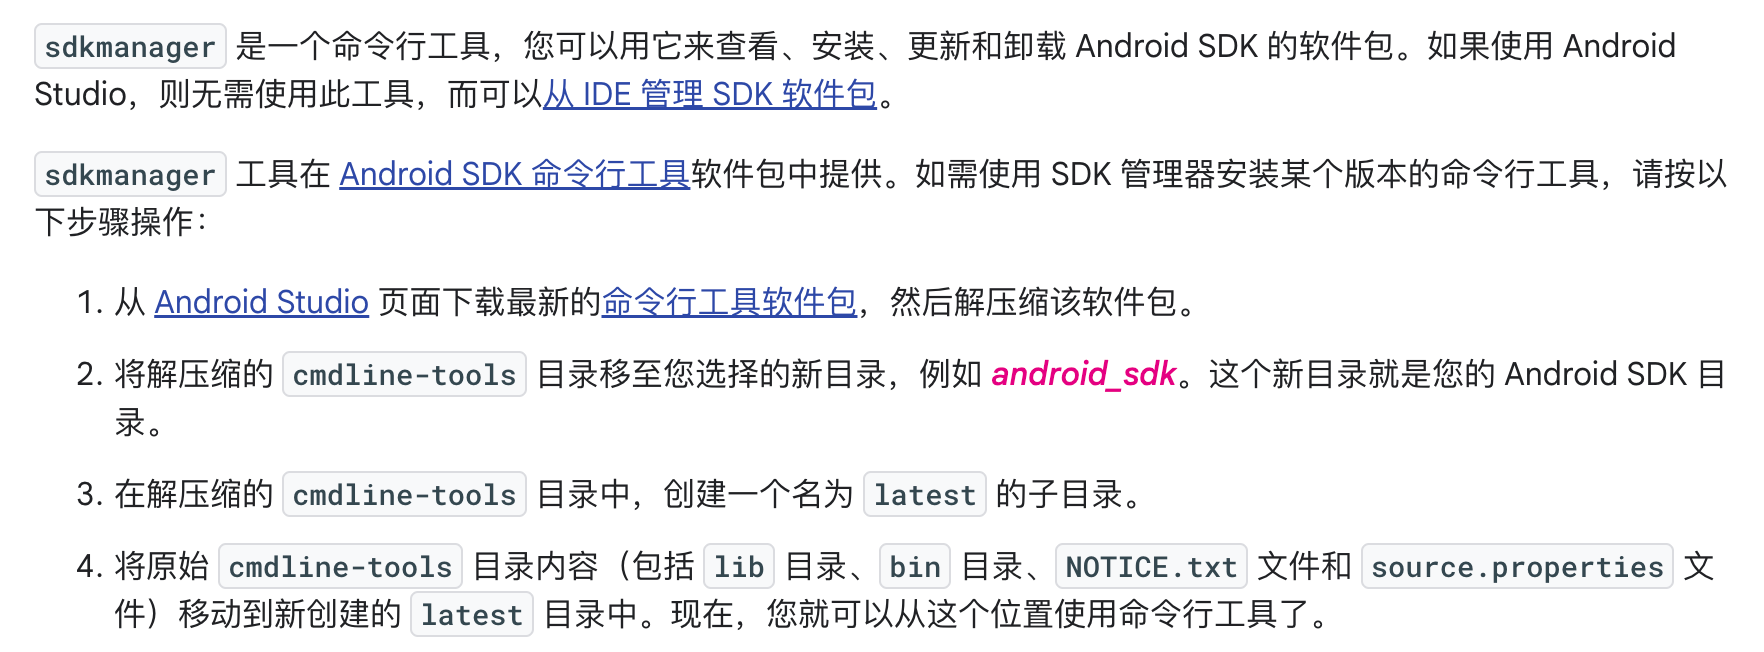 sdkmanager 是一个命令行工具，您可以用它来查看、安装、更新和卸载 Android SDK 的软件包。如果使用 Android
Studio，则无需使用此工具，而可以从 IDE 管理 SDK 软件包。
sdkmanager 工具在 Android SDK 命令行工具软件包中提供。如需使用 SDK 管理器安装某个版本的命令行工具，请按以
下步骤操作：
1. 从 Android Studio 页面下载最新的命令行工具软件包，然后解压缩该软件包。
2. 将解压缩的 cmdline-tools 目录移至您选择的新目录，例如 android_sdk。这个新目录就是您的 Android SDK 目
录。
3. 在解压缩的 cmdline-tools 目录中，创建一个名为 latest 的子目录。
4. 将原始 cmdline-tools 目录内容（包括 lib 目录、bin 目录、NOTICE.txt 文件和 source.properties 文
件）移动到新创建的 latest 目录中。现在，您就可以从这个位置使用命令行工具了。